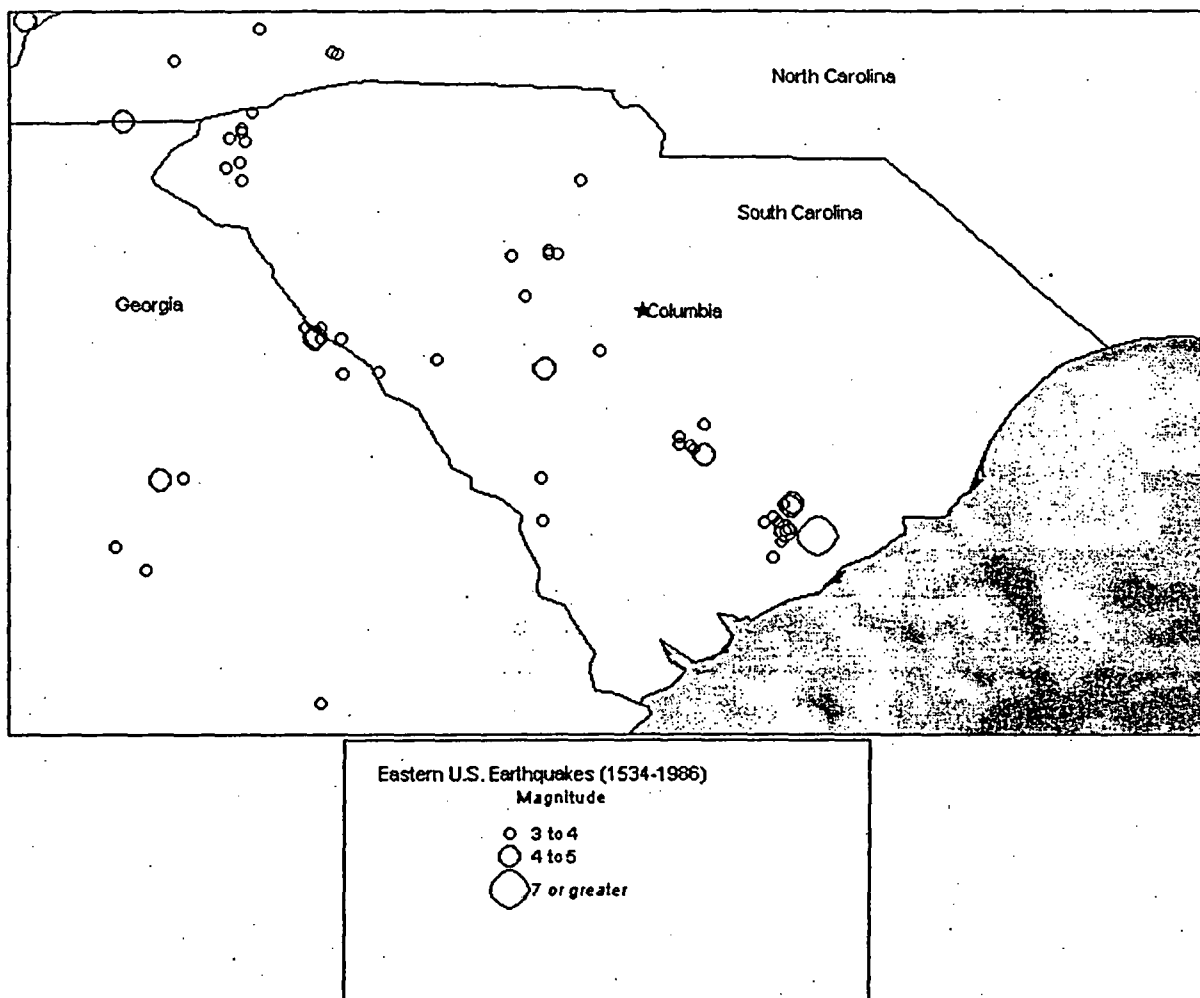 North Carolina
South Carolina
Georgia
★Columbia
Eastern U.S. Earthquakes (1534-1986)
Magnitude
3 to 4
4 to 5
7 or greater